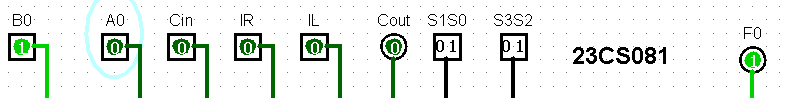 B0 A0 Cin IR IL Cout S1S0 S3S2 F0
1 0 0 0 0 0 0 1 0 1 23CS081 1